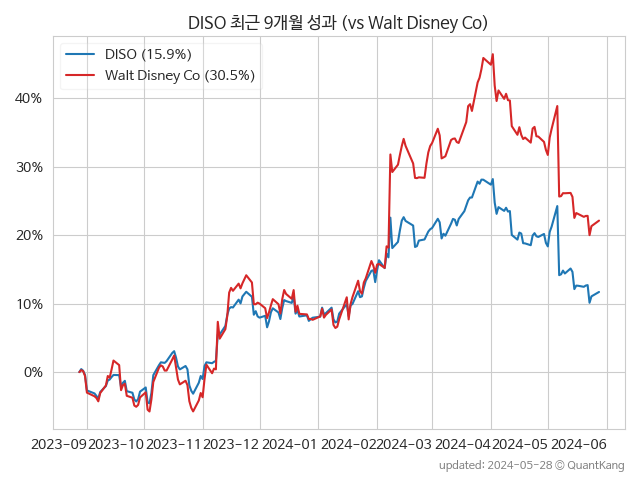 DISO 최근 9개월 성과 (vs Walt Disney Co)
DISO (15.9%)
Walt Disney Co (30.5%)
40%
30%
20%
10%
0%
2023-09 2023-10 2023-11 2023-12 2024-01 2024-02 2024-03 2024-04 2024-05 2024-06
updated: 2024-05-28 © QuantKang